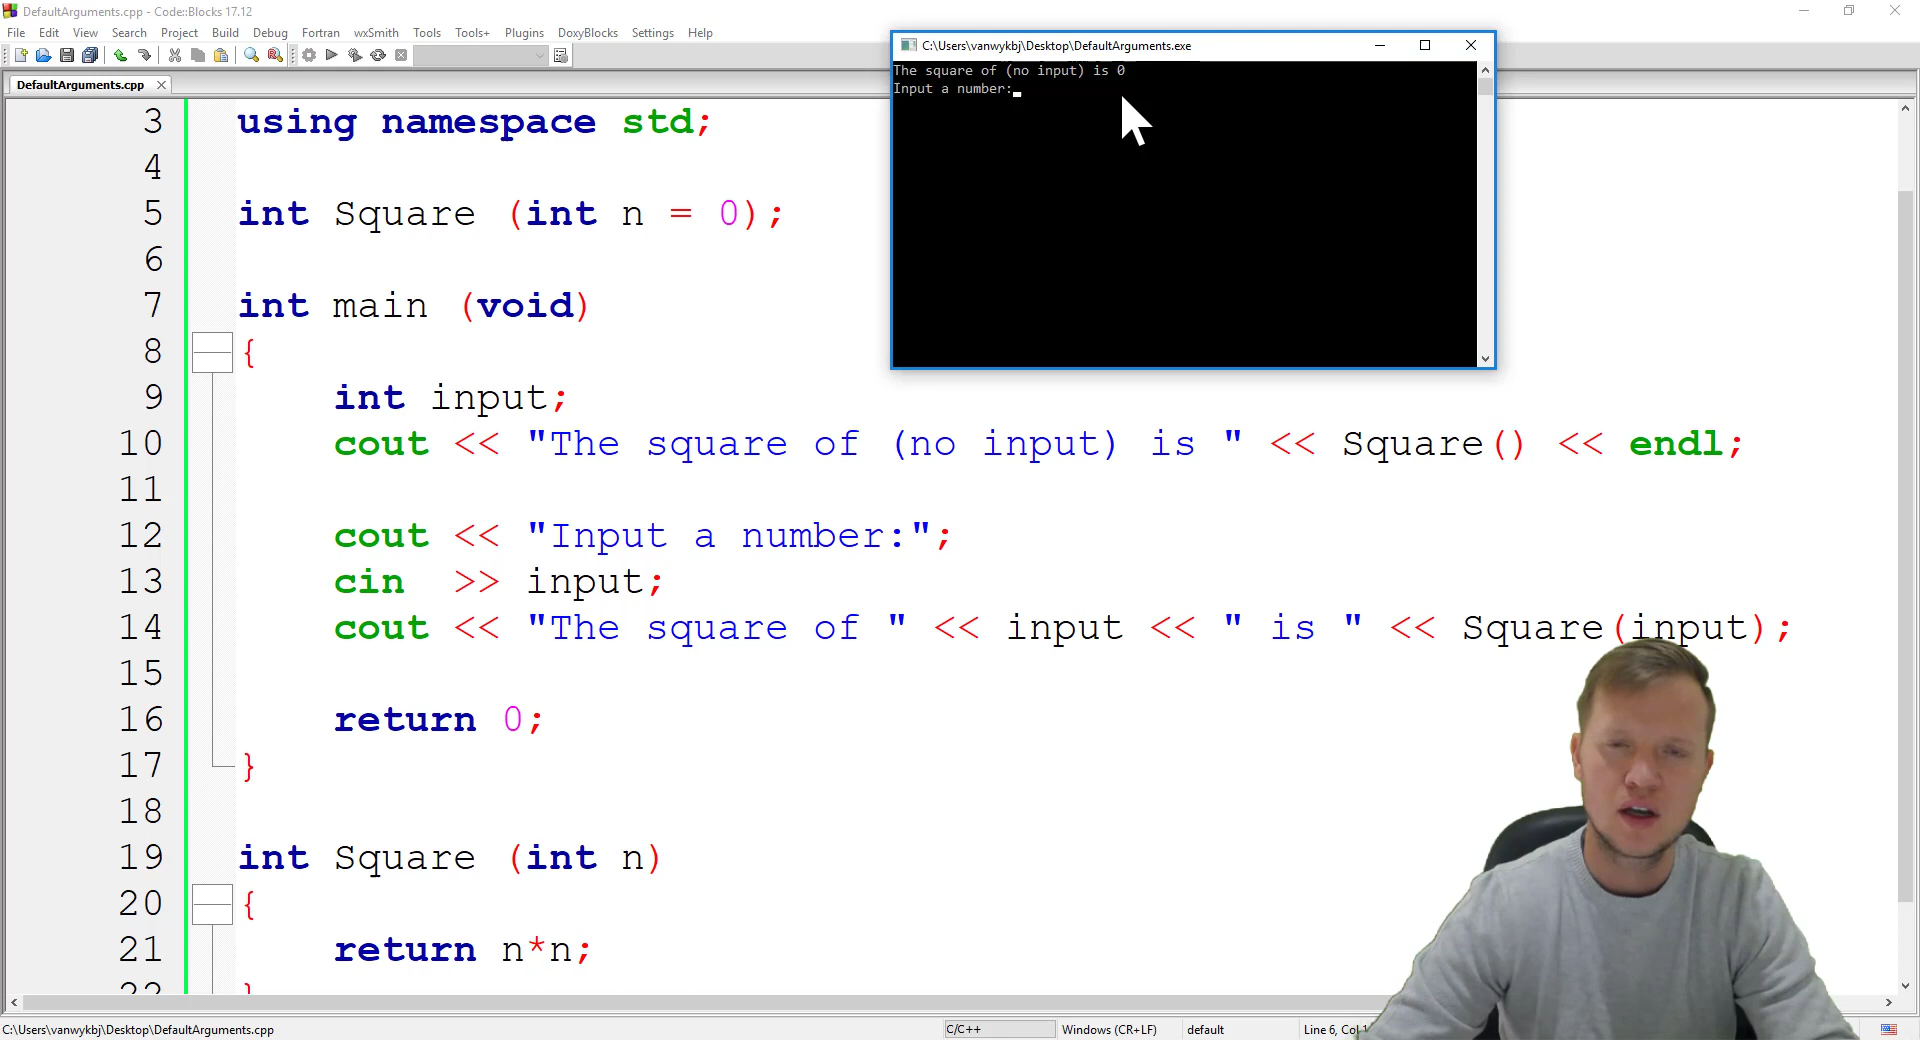 DefaultArguments.cpp - Code::Blocks 17.12
File Edit View Search Project Build Debug Fortran wxSmith Tools Tools+ Plugins DoxyBlocks Settings Help
DefaultArguments.cpp
C:\Users\vanwykbj\Desktop\DefaultArguments.exe
The square of (no input) is 0
Input a number:
3 using namespace std;
4
5 int Square (int n = 0);
6
7 int main (void)
8 {
9 int input;
10 cout << "The square of (no input) is " << Square() << endl;
11
12 cout << "Input a number:";
13 cin >> input;
14 cout << "The square of " << input << " is " << Square(input);
15
16 return 0;
17 }
18
19 int Square (int n)
20 {
21 return n*n;
22 }
C:\Users\vanwykbj\Desktop\DefaultArguments.cpp C/C++ Windows (CR+LF) default Line 6, Col